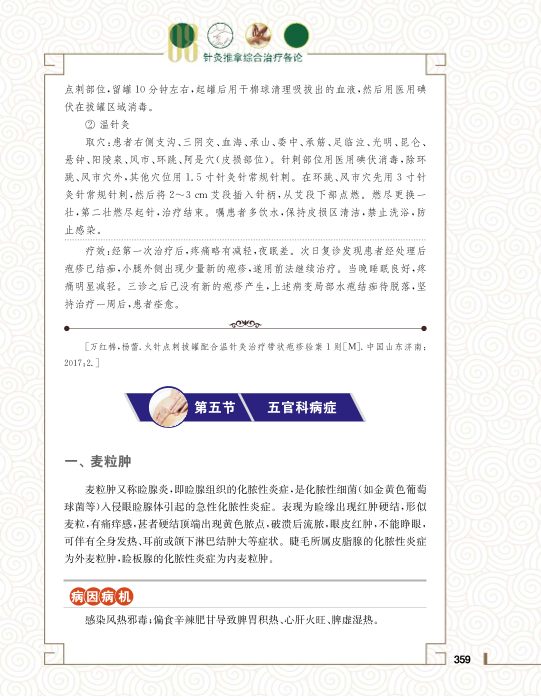 针灸推拿综合治疗各论
点刺部位,留罐10分钟左右,起罐后用干棉球清理吸拔出的血液,然后用医用碘
伏在拔罐区域消毒。
② 温针灸
取穴:患者右侧支沟、三阴交、血海、承山、委中、承筋、足临泣、光明、昆仑、
悬钟、阳陵泉、风市、环跳、阿是穴(皮损部位)。针刺部位用医用碘伏消毒,除环
跳、风市穴外,其他穴位用1.5寸针灸针常规针刺。在环跳、风市穴先用3寸针
灸针常规针刺,然后将2～3 cm艾段插入针柄,从艾段下部点燃。燃尽更换一
壮,第二壮燃尽起针,治疗结束。嘱患者多饮水,保持皮损区清洁,禁止洗浴,防
止感染。
疗效:经第一次治疗后,疼痛略有减轻,夜眠差。次日复诊发现患者经处理后
疱疹已结痂,小腿外侧出现少量新的疱疹,遂用前法继续治疗。当晚睡眠良好,疼
痛明显减轻。三诊之后已没有新的疱疹产生,上述病变局部水疱结痂待脱落,坚
持治疗一周后,患者痊愈。
[万红棉,杨蕾.火针点刺拔罐配合温针灸治疗带状疱疹验案1则[M].中国山东济南:
2017:2.]
第五节 五官科病症
一、麦粒肿
麦粒肿又称睑腺炎,即睑腺组织的化脓性炎症,是化脓性细菌(如金黄色葡萄
球菌等)入侵眼睑腺体引起的急性化脓性炎症。表现为睑缘出现红肿硬结,形似
麦粒,有痛痒感,甚者硬结顶端出现黄色脓点,破溃后流脓,眼皮红肿,不能睁眼,
可伴有全身发热、耳前或颌下淋巴结肿大等症状。睫毛所属皮脂腺的化脓性炎症
为外麦粒肿,睑板腺的化脓性炎症为内麦粒肿。
病因病机
感染风热邪毒;偏食辛辣肥甘导致脾胃积热、心肝火旺、脾虚湿热。
359